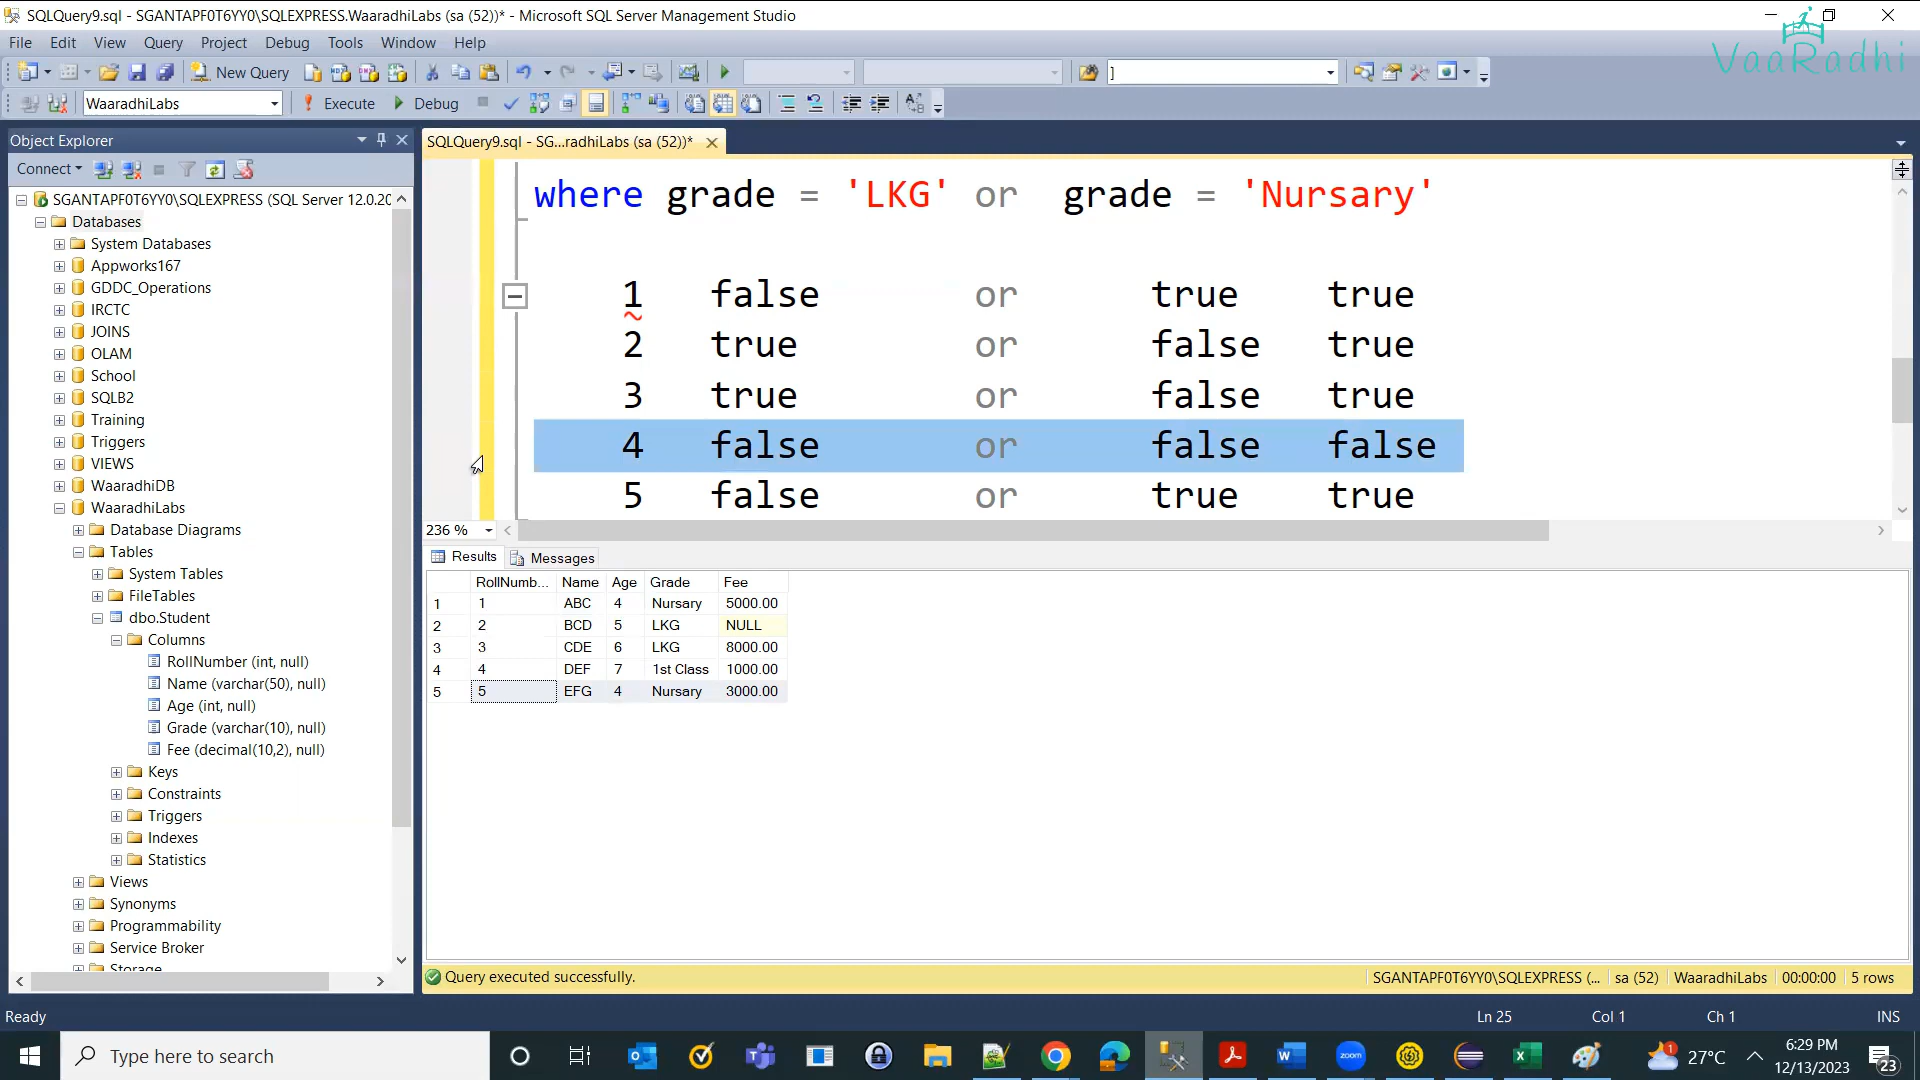 SQLQuery9.sql - SGANTAPF0T6YY0\SQLEXPRESS.WaaradhiLabs (sa (52))* - Microsoft SQL Server Management Studio
VaaRadhi
File Edit View Query Project Debug Tools Window Help
New Query ]
WaaradhiLabs Execute Debug
Object Explorer
SQLQuery9.sql - SG...radhiLabs (sa (52))*
Connect
SGANTAPF0T6YY0\SQLEXPRESS (SQL Server 12.0.20
Databases
System Databases
Appworks167
GDDC_Operations
IRCTC
JOINS
OLAM
School
SQLB2
Training
Triggers
VIEWS
WaaradhiDB
WaaradhiLabs
Database Diagrams
Tables
System Tables
FileTables
dbo.Student
Columns
RollNumber (int, null)
Name (varchar(50), null)
Age (int, null)
Grade (varchar(10), null)
Fee (decimal(10,2), null)
Keys
Constraints
Triggers
Indexes
Statistics
Views
Synonyms
Programmability
Service Broker
Storage
where grade = 'LKG' or grade = 'Nursary'
1 false or true true
2 true or false true
3 true or false true
4 false or false false
5 false or true true
236 %
Results Messages
RollNumb... Name Age Grade Fee
1 1 ABC 4 Nursary 5000.00
2 2 BCD 5 LKG NULL
3 3 CDE 6 LKG 8000.00
4 4 DEF 7 1st Class 1000.00
5 5 EFG 4 Nursary 3000.00
Query executed successfully. SGANTAPF0T6YY0\SQLEXPRESS (... sa (52) WaaradhiLabs 00:00:00 5 rows
Ready Ln 25 Col 1 Ch 1 INS
Type here to search
zoom
27°C
6:29 PM
12/13/2023
23